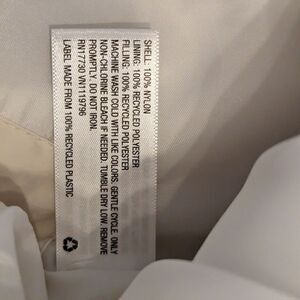 SHELL: 100% NYLON
LINING: 100% RECYCLED POLYESTER
FILLING: 100% RECYCLED POLYESTER
MACHINE WASH COLD WITH LIKE COLORS. GENTLE CYCLE. ONLY
NON-CHLORINE BLEACH IF NEEDED. TUMBLE DRY LOW. REMOVE
PROMPTLY. DO NOT IRON.
RN17730 VN1119796
LABEL MADE FROM 100% RECYCLED PLASTIC